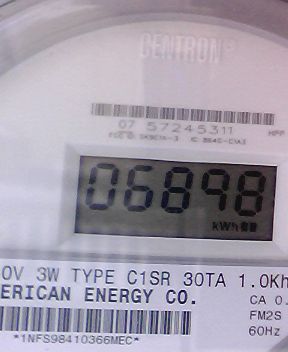 CENTRON®
07 57245311
06898
kWh
0V 3W TYPE C1SR 30TA 1.0Kh
ERICAN ENERGY CO.
CA 0.
FM2S
60Hz
*1NFS98410366MEC*